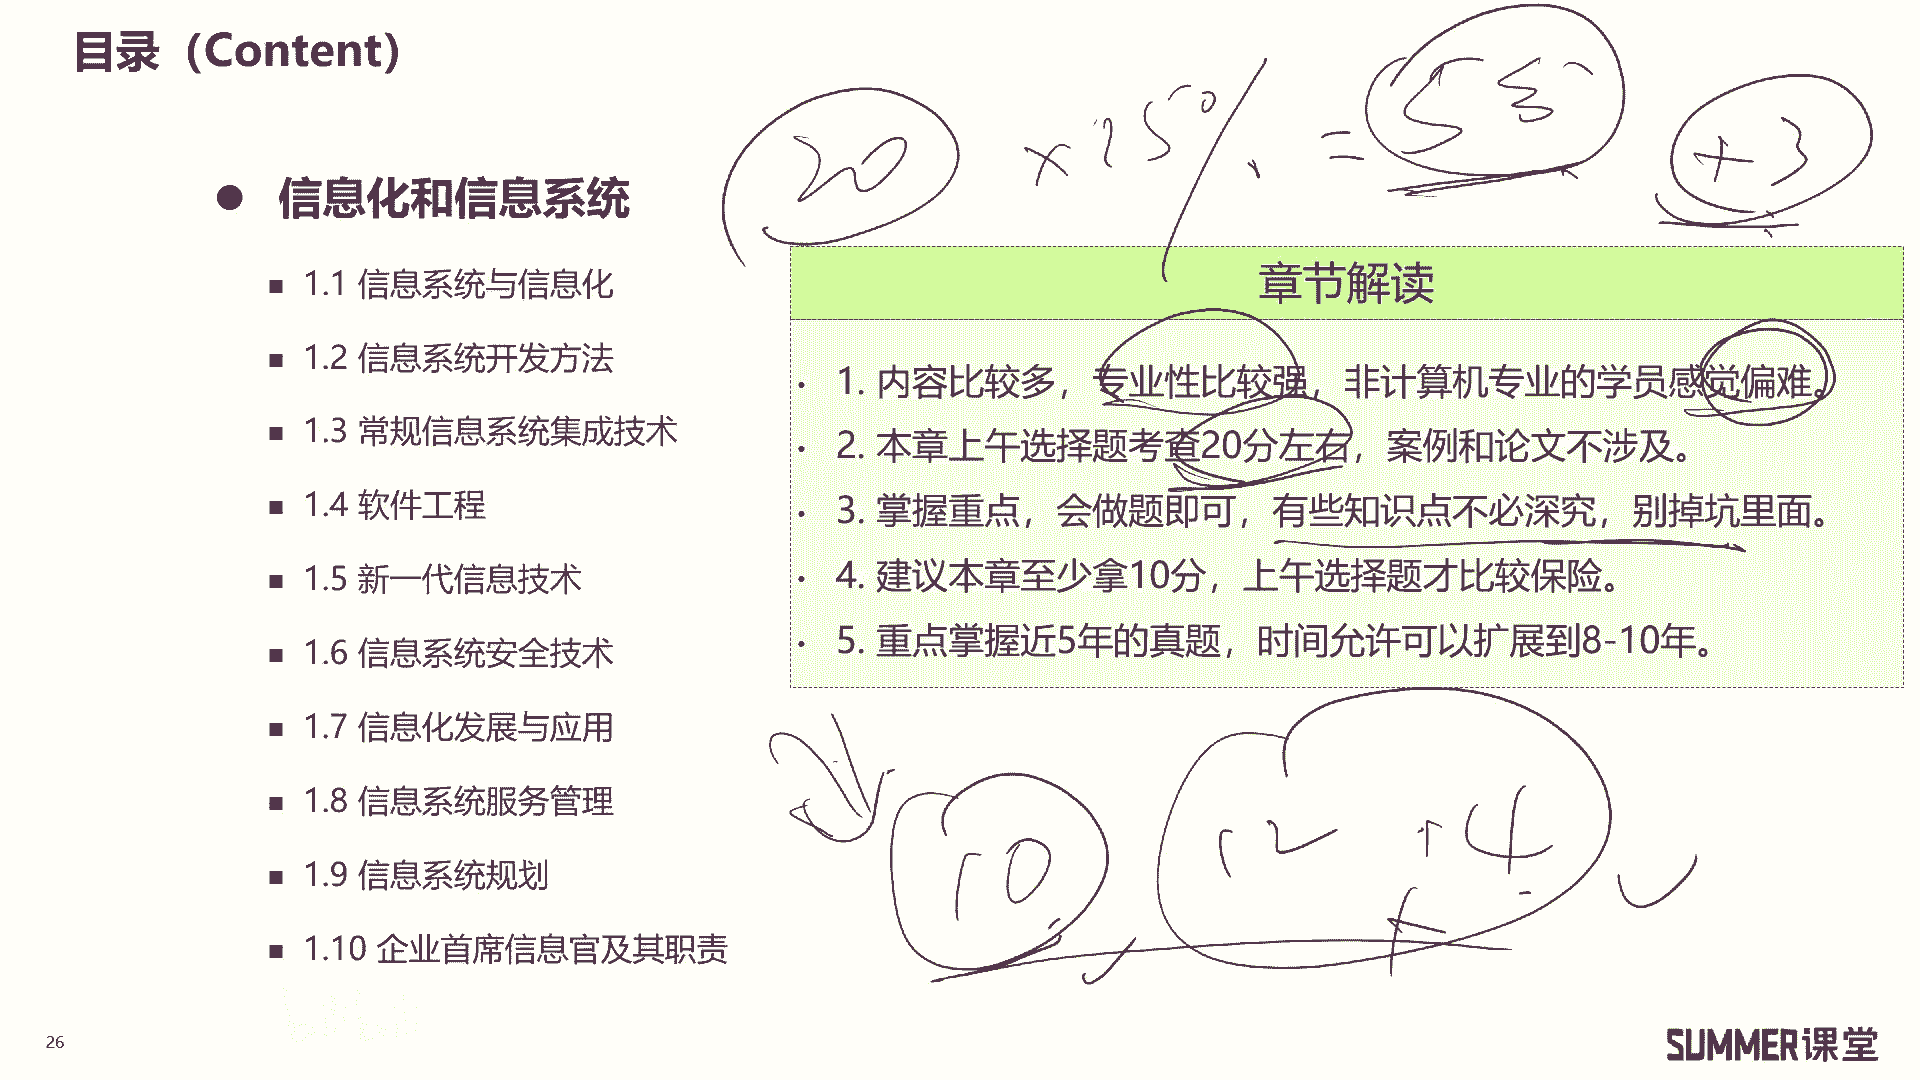 目录（Content）
20 × 25% = 5分
+3
● 信息化和信息系统
■ 1.1 信息系统与信息化
■ 1.2 信息系统开发方法
■ 1.3 常规信息系统集成技术
■ 1.4 软件工程
■ 1.5 新一代信息技术
■ 1.6 信息系统安全技术
■ 1.7 信息化发展与应用
■ 1.8 信息系统服务管理
■ 1.9 信息系统规划
■ 1.10 企业首席信息官及其职责
章节解读
• 1. 内容比较多，专业性比较强，非计算机专业的学员感觉偏难。
• 2. 本章上午选择题考查20分左右，案例和论文不涉及。
• 3. 掌握重点，会做题即可，有些知识点不必深究，别掉坑里面。
• 4. 建议本章至少拿10分，上午选择题才比较保险。
• 5. 重点掌握近5年的真题，时间允许可以扩展到8-10年。
10
12 14
26
SUMMER课堂